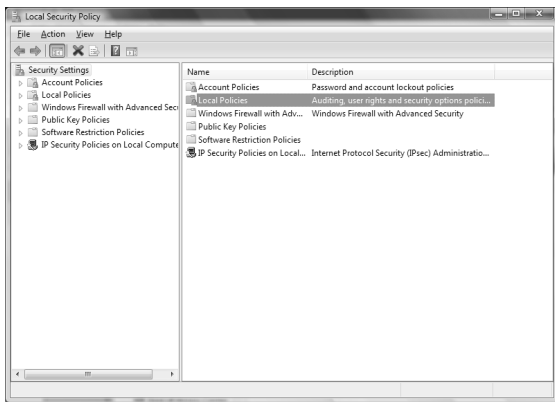 Local Security Policy
File Action View Help
Security Settings
Account Policies
Local Policies
Windows Firewall with Advanced Secu
Public Key Policies
Software Restriction Policies
IP Security Policies on Local Compute
Name Description
Account Policies Password and account lockout policies
Local Policies Auditing, user rights and security options polici...
Windows Firewall with Adv... Windows Firewall with Advanced Security
Public Key Policies
Software Restriction Policies
IP Security Policies on Local... Internet Protocol Security (IPsec) Administratio...